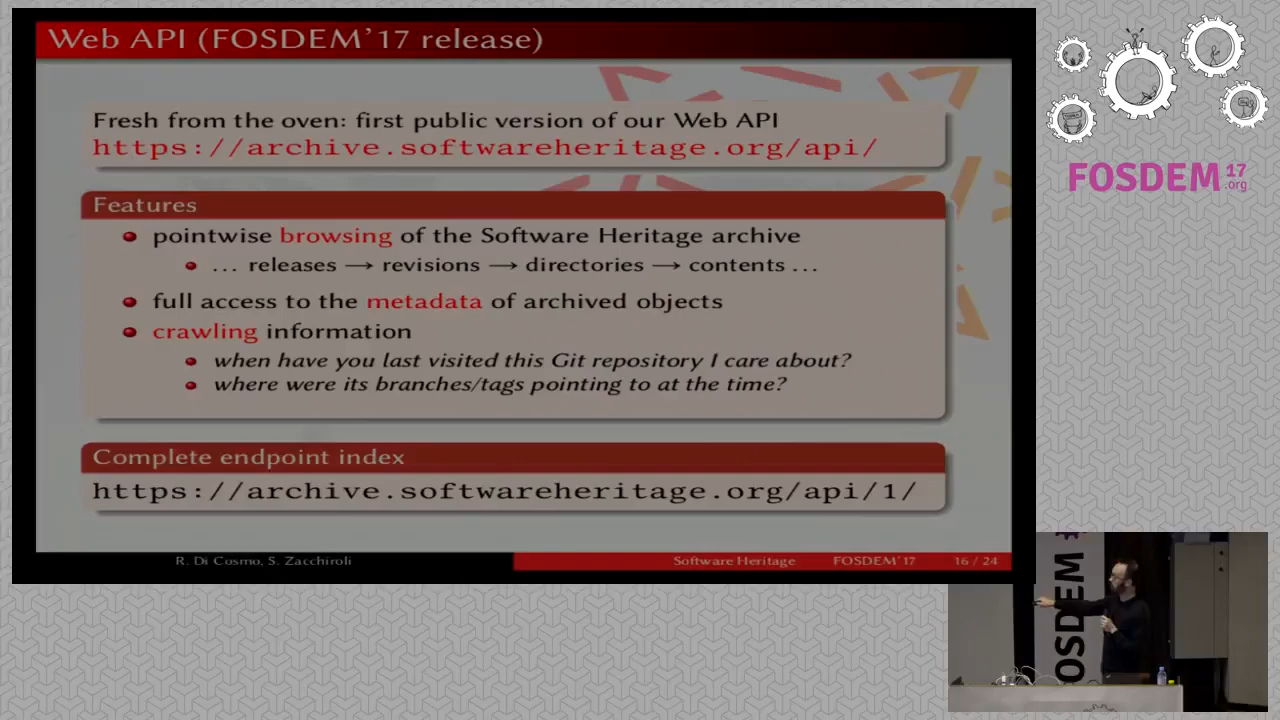 Web API (FOSDEM'17 release)
Fresh from the oven: first public version of our Web API
https://archive.softwareheritage.org/api/
Features
pointwise browsing of the Software Heritage archive
... releases → revisions → directories → contents ...
full access to the metadata of archived objects
crawling information
when have you last visited this Git repository I care about?
where were its branches/tags pointing to at the time?
Complete endpoint index
https://archive.softwareheritage.org/api/1/
R. Di Cosmo, S. Zacchiroli
Software Heritage
FOSDEM'17
16 / 24
FOSDEM 17
.org
FOSDEM